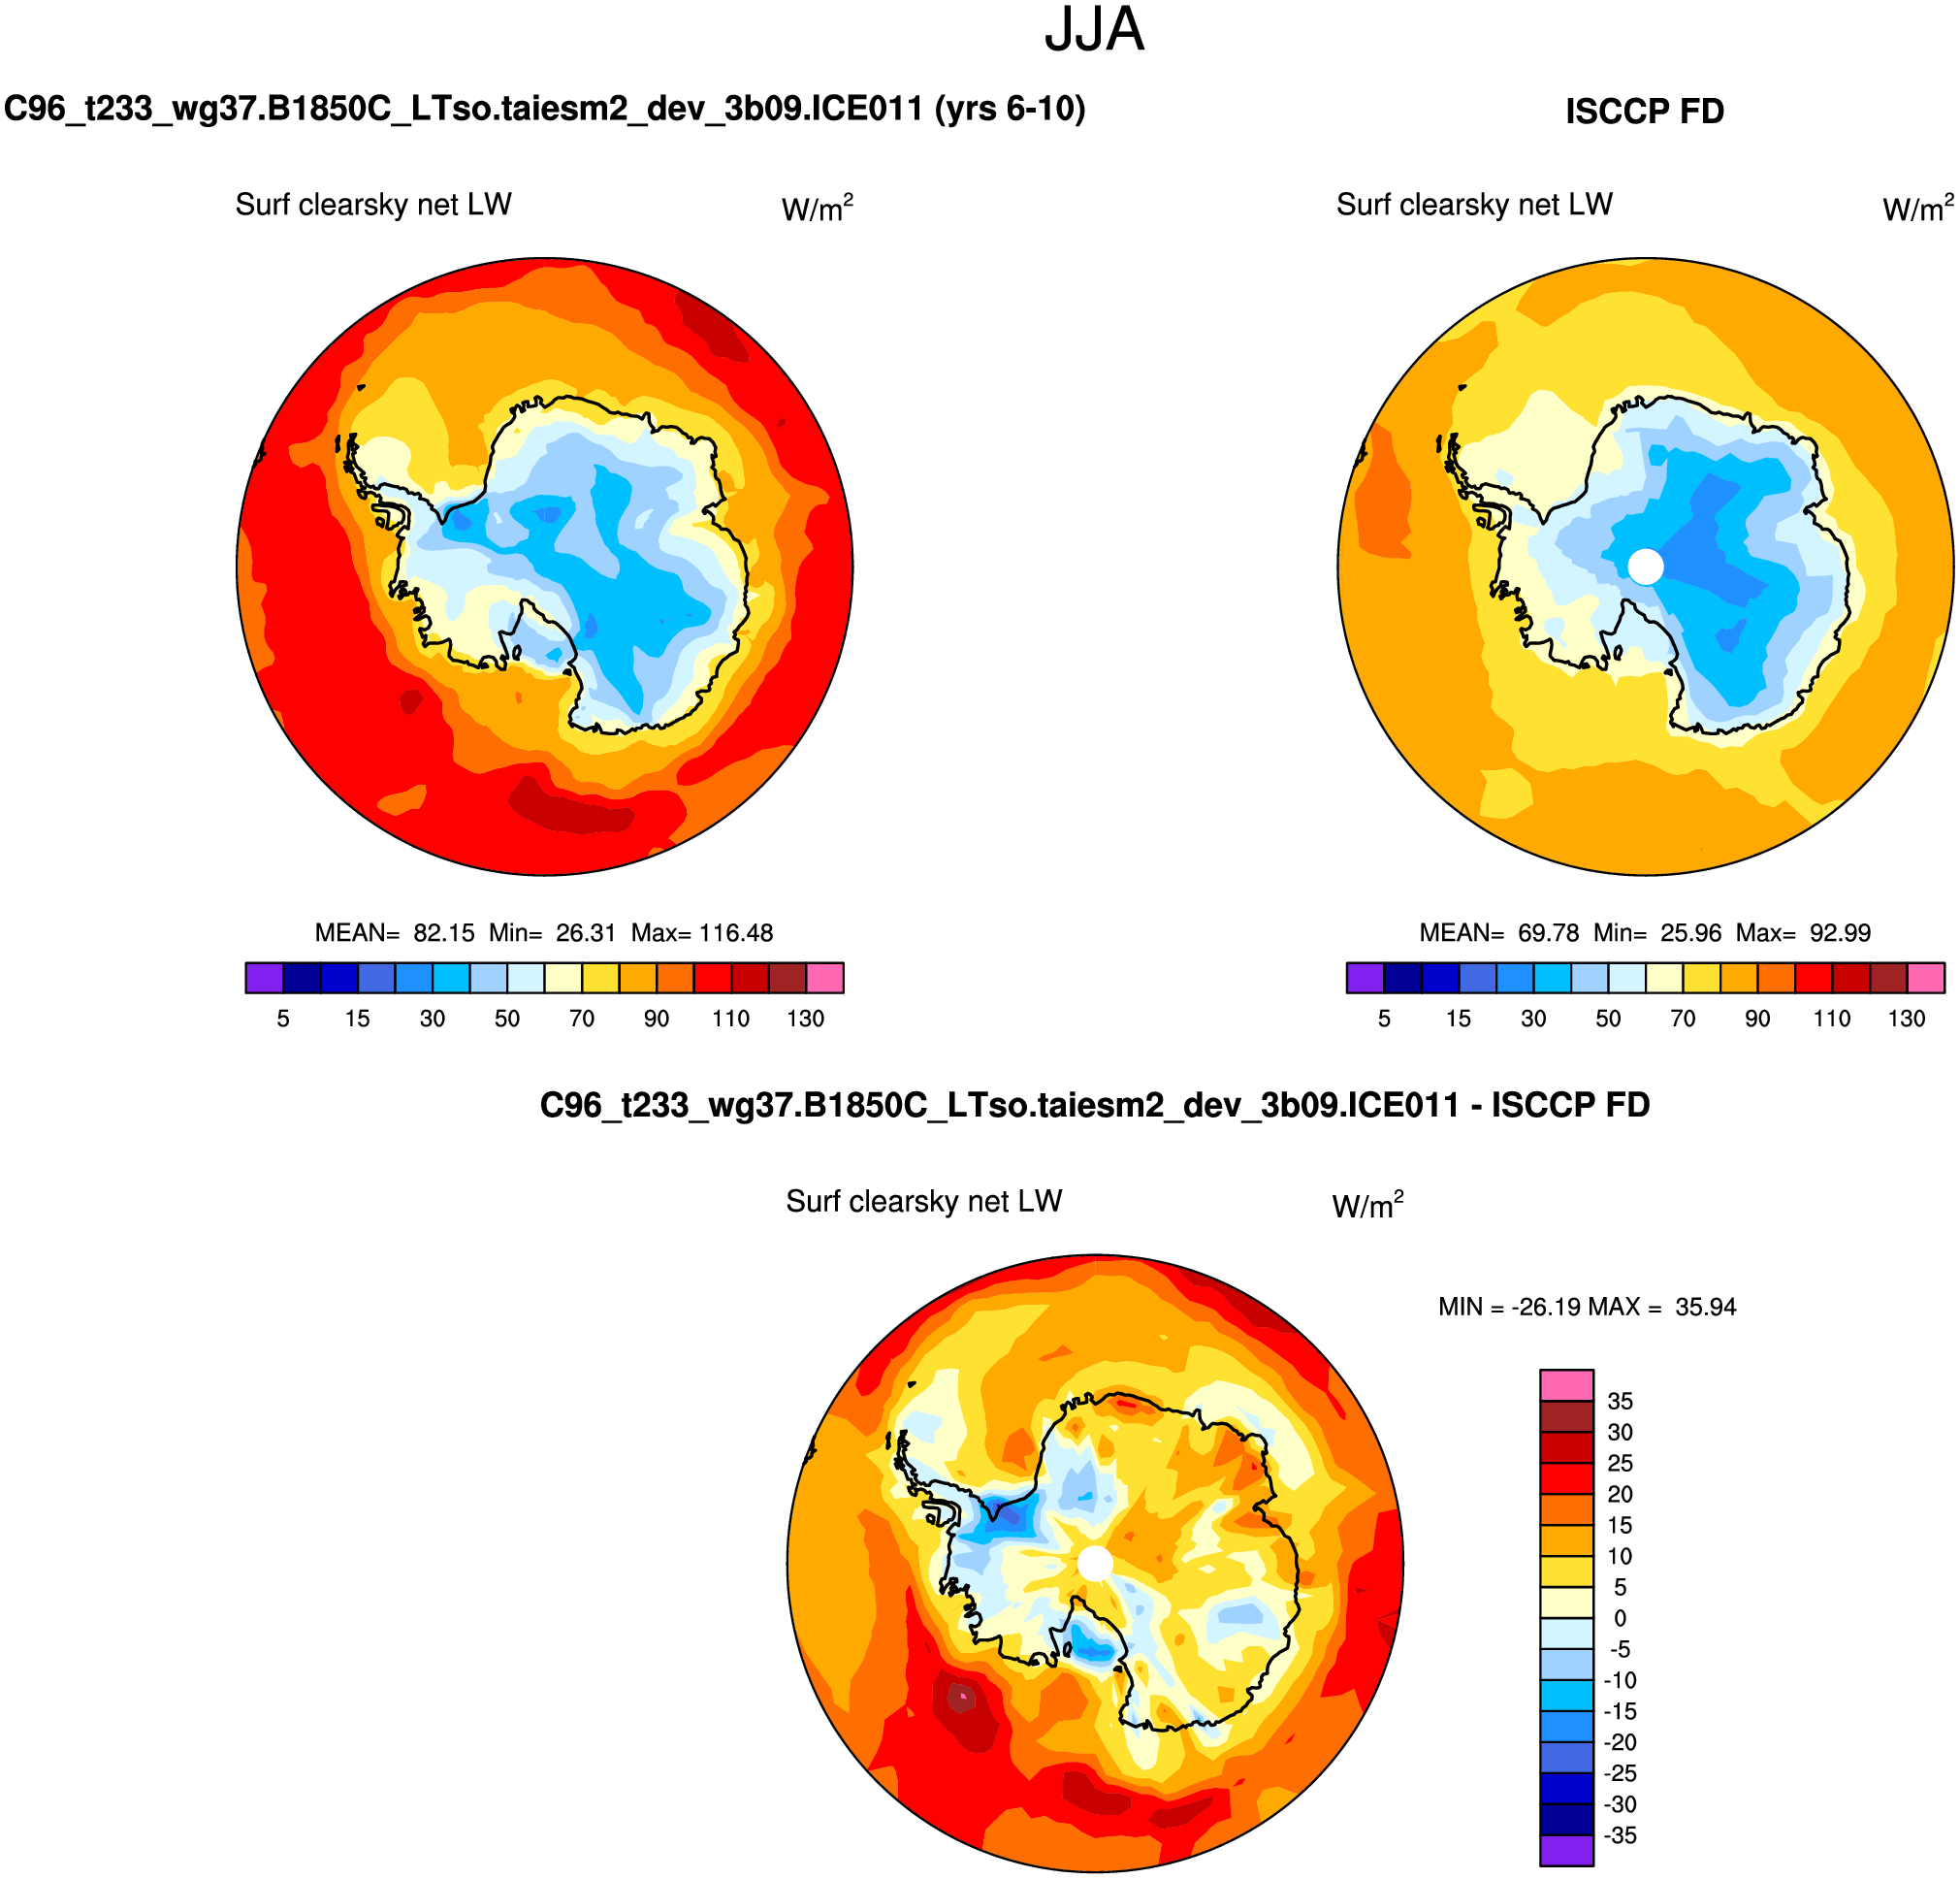 JJA
C96_t233_wg37.B1850C_LTso.taiesm2_dev_3b09.ICE011 (yrs 6-10)
ISCCP FD
Surf clearsky net LW W/m2
Surf clearsky net LW W/m2
MEAN= 82.15 Min= 26.31 Max= 116.48
MEAN= 69.78 Min= 25.96 Max= 92.99
5 15 30 50 70 90 110 130
5 15 30 50 70 90 110 130
C96_t233_wg37.B1850C_LTso.taiesm2_dev_3b09.ICE011 - ISCCP FD
Surf clearsky net LW W/m2
MIN = -26.19 MAX = 35.94
35
30
25
20
15
10
5
0
-5
-10
-15
-20
-25
-30
-35